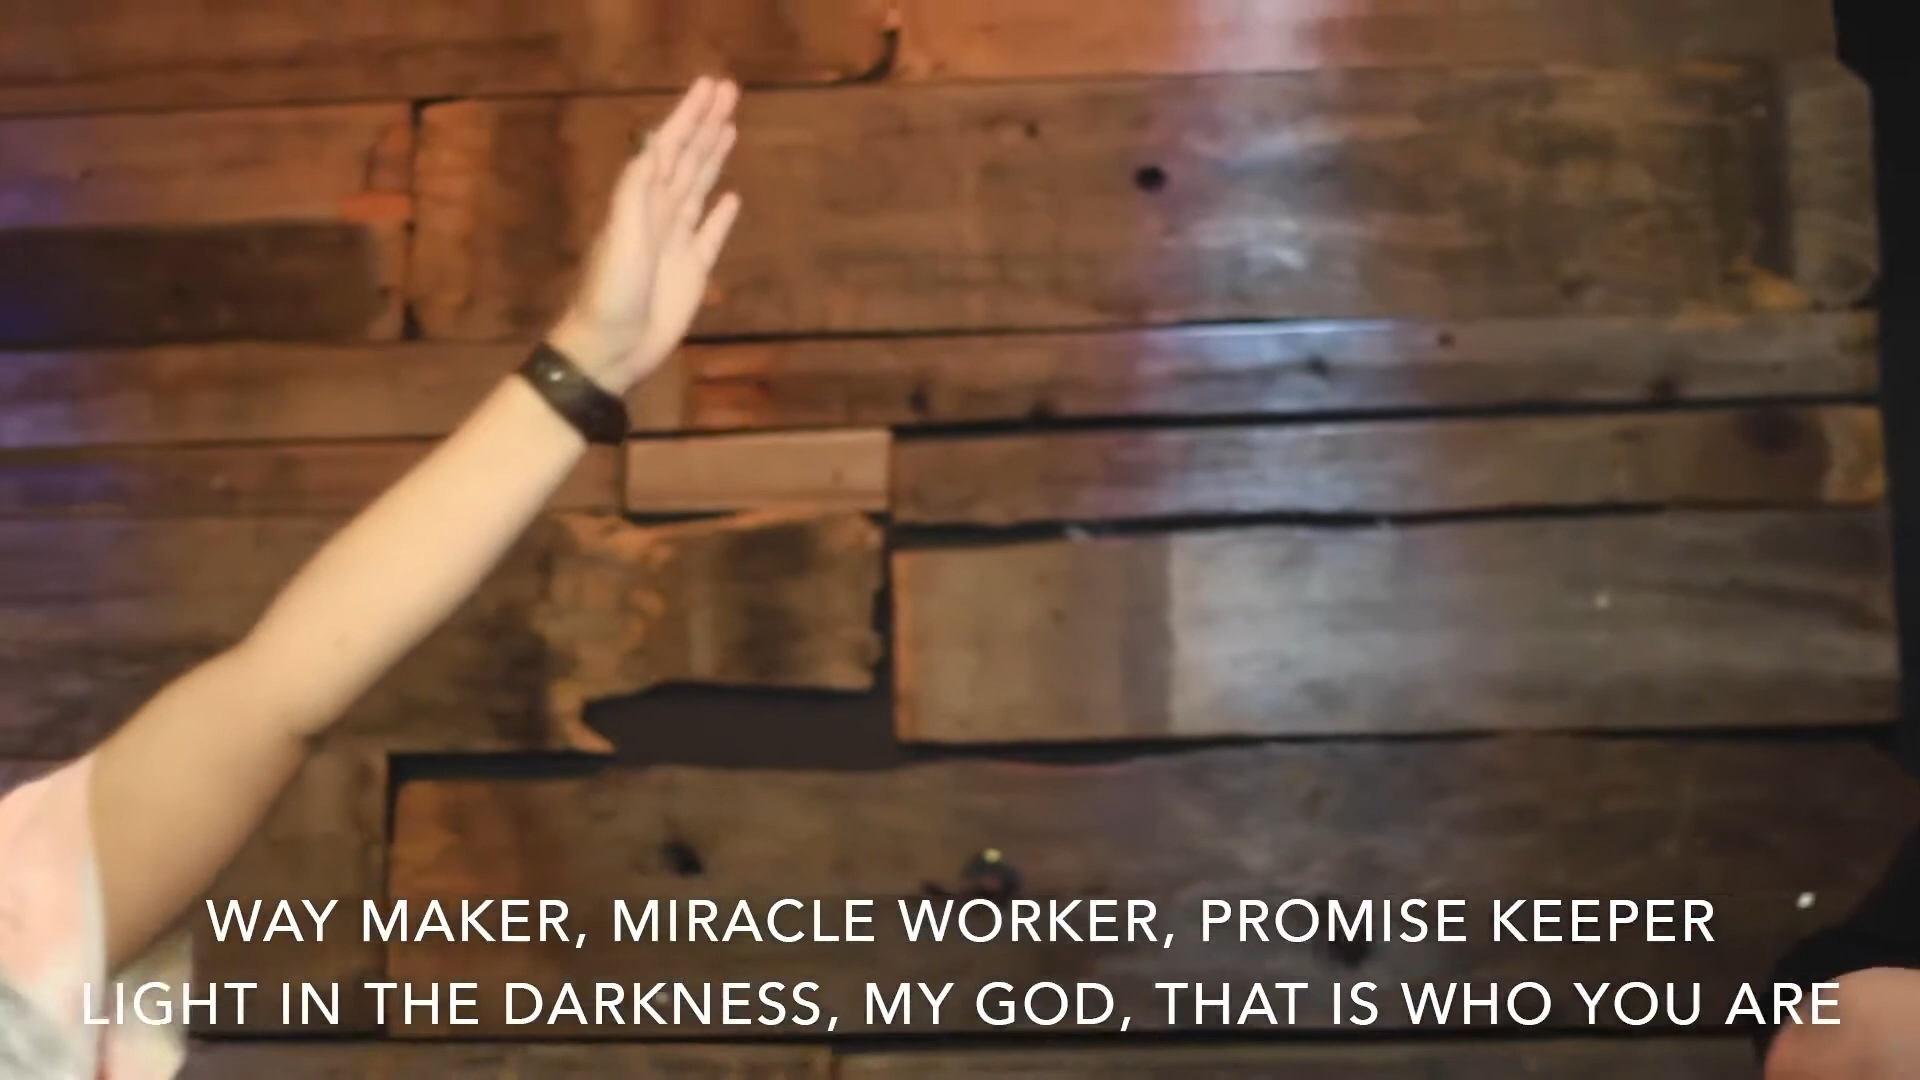 WAY MAKER, MIRACLE WORKER, PROMISE KEEPER
LIGHT IN THE DARKNESS, MY GOD, THAT IS WHO YOU ARE